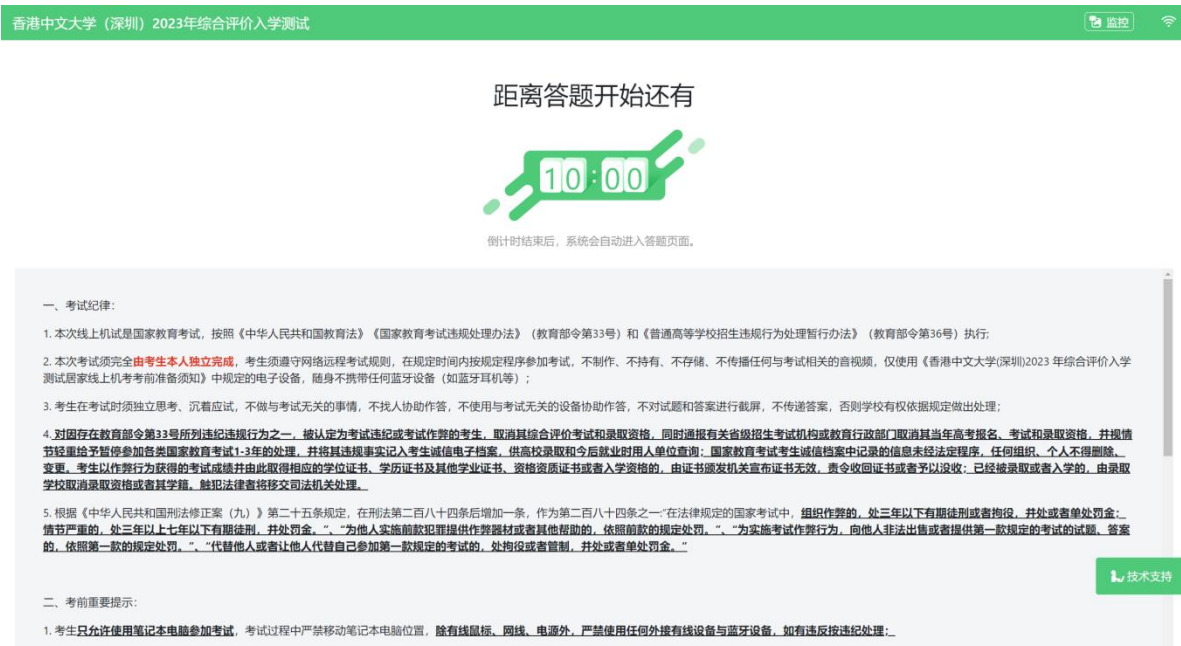 香港中文大学（深圳）2023年综合评价入学测试
监控
距离答题开始还有
10:00
倒计时结束后，系统会自动进入答题页面。
一、考试纪律：
1. 本次线上机试是国家教育考试，按照《中华人民共和国教育法》《国家教育考试违规处理办法》（教育部令第33号）和《普通高等学校招生违规行为处理暂行办法》（教育部令第36号）执行;
2. 本次考试须完全由考生本人独立完成，考生须遵守网络远程考试规则，在规定时间内按规定程序参加考试，不制作、不持有、不存储、不传播任何与考试相关的音视频，仅使用《香港中文大学(深圳)2023 年综合评价入学
测试居家线上机考考前准备须知》中规定的电子设备，随身不携带任何蓝牙设备（如蓝牙耳机等）;
3. 考生在考试时须独立思考、沉着应试，不做与考试无关的事情，不找人协助作答，不使用与考试无关的设备协助作答，不对试题和答案进行截屏，不传递答案，否则学校有权依据规定做出处理;
4. 对因存在教育部令第33号所列违纪违规行为之一，被认定为考试违纪或考试作弊的考生，取消其综合评价考试和录取资格，同时通报有关省级招生考试机构或教育行政部门取消其当年高考报名、考试和录取资格，并视情
节轻重给予暂停参加各类国家教育考试1-3年的处理，并将其违规事实记入考生诚信电子档案，供高校录取和今后就业时用人单位查询；国家教育考试考生诚信档案中记录的信息未经法定程序，任何组织、个人不得删除、
变更。考生以作弊行为获得的考试成绩并由此取得相应的学位证书、学历证书及其他学业证书、资格资质证书或者入学资格的，由证书颁发机关宣布证书无效，责令收回证书或者予以没收；已经被录取或者入学的，由录取
学校取消录取资格或者其学籍。触犯法律者将移交司法机关处理。
5. 根据《中华人民共和国刑法修正案（九）》第二十五条规定，在刑法第二百八十四条后增加一条，作为第二百八十四条之一:“在法律规定的国家考试中，组织作弊的，处三年以下有期徒刑或者拘役，并处或者单处罚金；
情节严重的，处三年以上七年以下有期徒刑，并处罚金。”、“为他人实施前款犯罪提供作弊器材或者其他帮助的，依照前款的规定处罚。”、“为实施考试作弊行为，向他人非法出售或者提供第一款规定的考试的试题、答案
的，依照第一款的规定处罚。”、“代替他人或者让他人代替自己参加第一款规定的考试的，处拘役或者管制，并处或者单处罚金。”
技术支持
二、考前重要提示：
1. 考生只允许使用笔记本电脑参加考试，考试过程中严禁移动笔记本电脑位置，除有线鼠标、网线、电源外，严禁使用任何外接有线设备与蓝牙设备，如有违反按违纪处理；